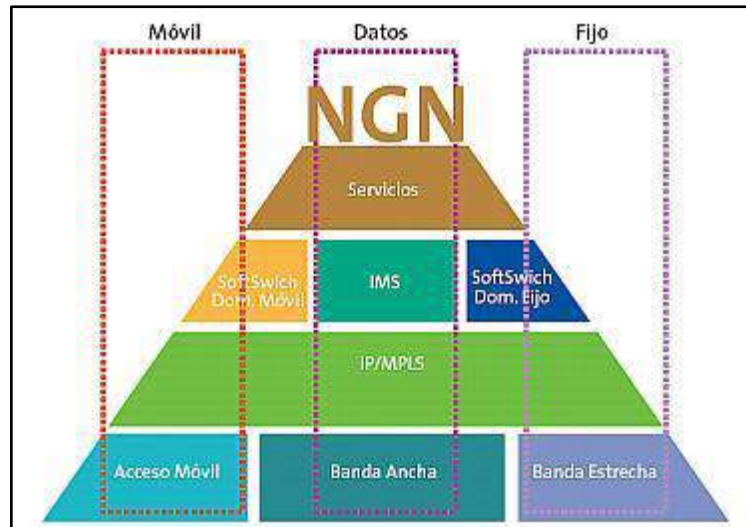 Móvil Datos Fijo
NGN
Servicios
SoftSwich
Dom. Móvil
IMS
SoftSwich
Dom. Fijo
IP/MPLS
Acceso Móvil
Banda Ancha
Banda Estrecha